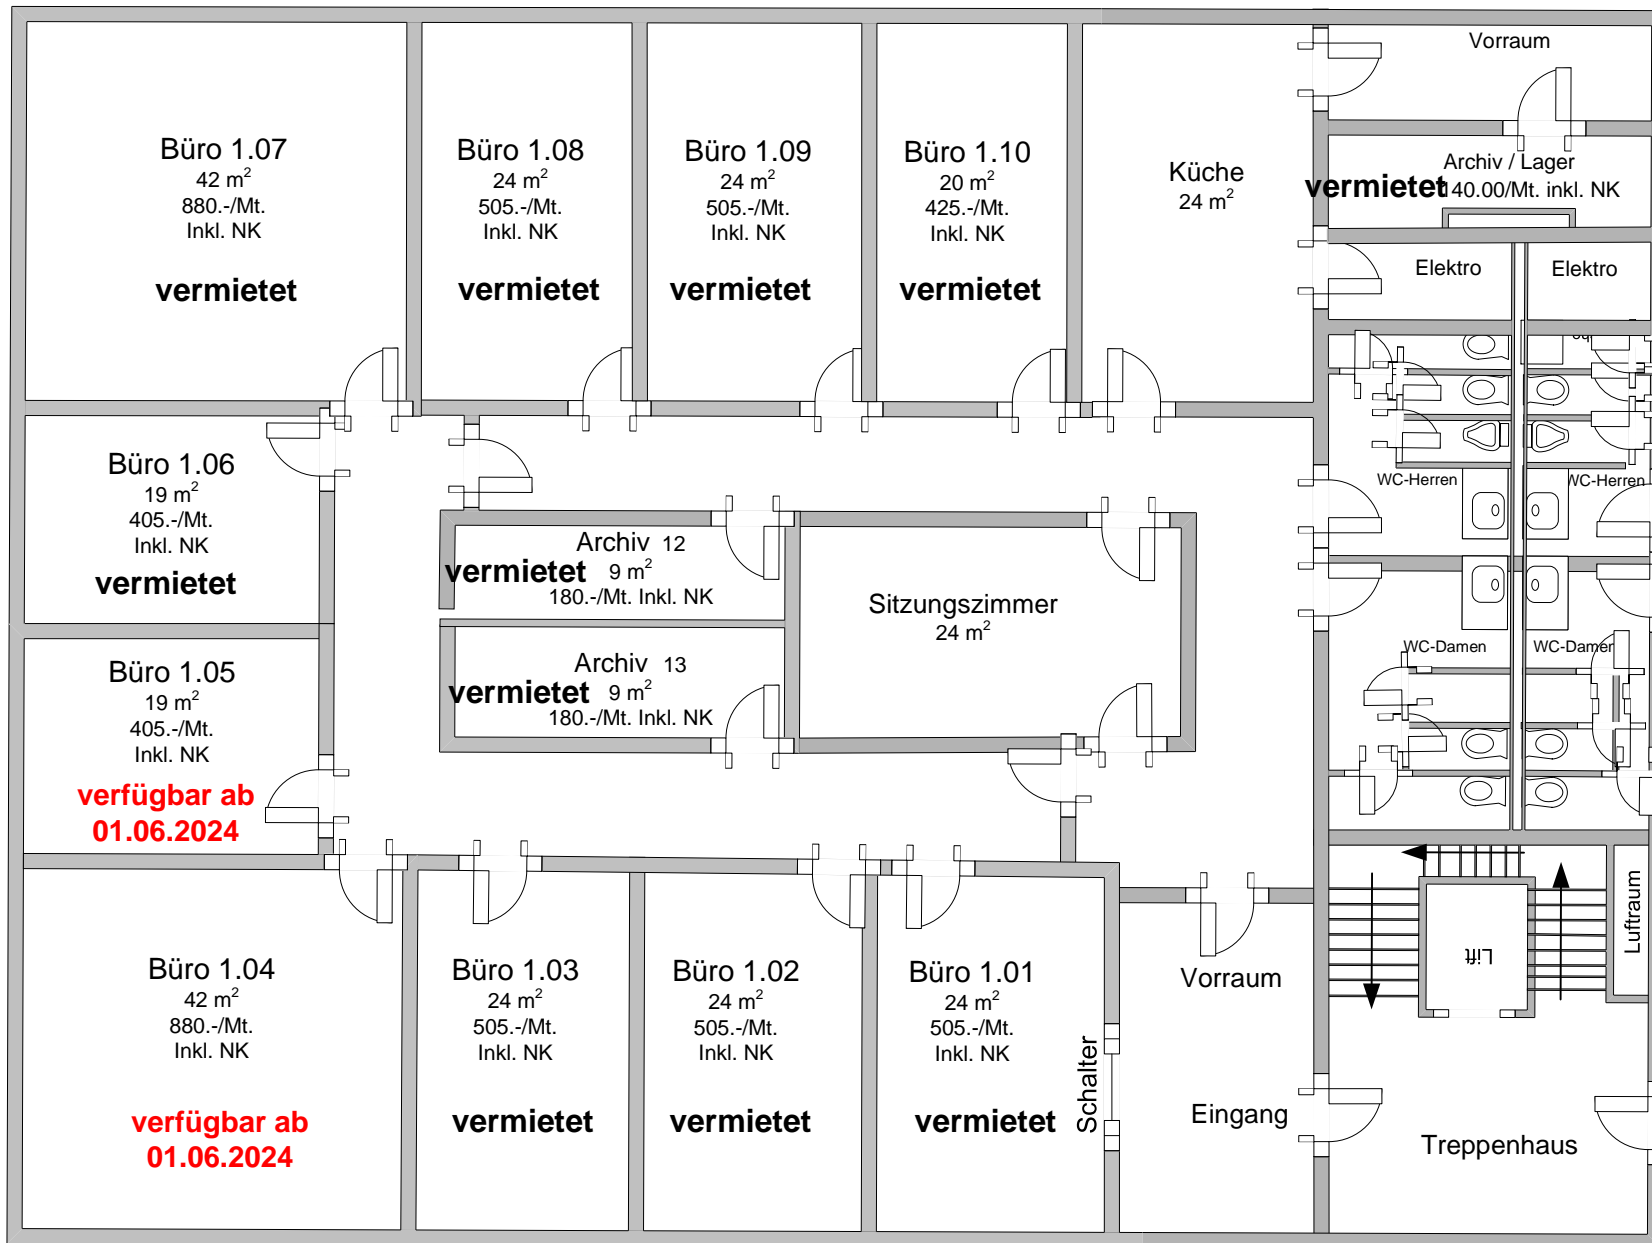 Vorraum
Büro 1.07
42 m²
880.-/Mt.
Inkl. NK
vermietet
Büro 1.08
24 m²
505.-/Mt.
Inkl. NK
vermietet
Büro 1.09
24 m²
505.-/Mt.
Inkl. NK
vermietet
Büro 1.10
20 m²
425.-/Mt.
Inkl. NK
vermietet
Küche
24 m²
Archiv / Lager
vermietet
140.00/Mt. inkl. NK
Elektro
Elektro
Büro 1.06
19 m²
405.-/Mt.
Inkl. NK
vermietet
WC-Herren
WC-Herren
Archiv 12
vermietet 9 m²
180.-/Mt. Inkl. NK
Sitzungszimmer
24 m²
Büro 1.05
19 m²
405.-/Mt.
Inkl. NK
verfügbar ab
01.06.2024
Archiv 13
vermietet 9 m²
180.-/Mt. Inkl. NK
WC-Damen
WC-Damen
Luftraum
Lift
Büro 1.04
42 m²
880.-/Mt.
Inkl. NK
verfügbar ab
01.06.2024
Büro 1.03
24 m²
505.-/Mt.
Inkl. NK
vermietet
Büro 1.02
24 m²
505.-/Mt.
Inkl. NK
vermietet
Büro 1.01
24 m²
505.-/Mt.
Inkl. NK
vermietet
Schalter
Vorraum
Eingang
Treppenhaus